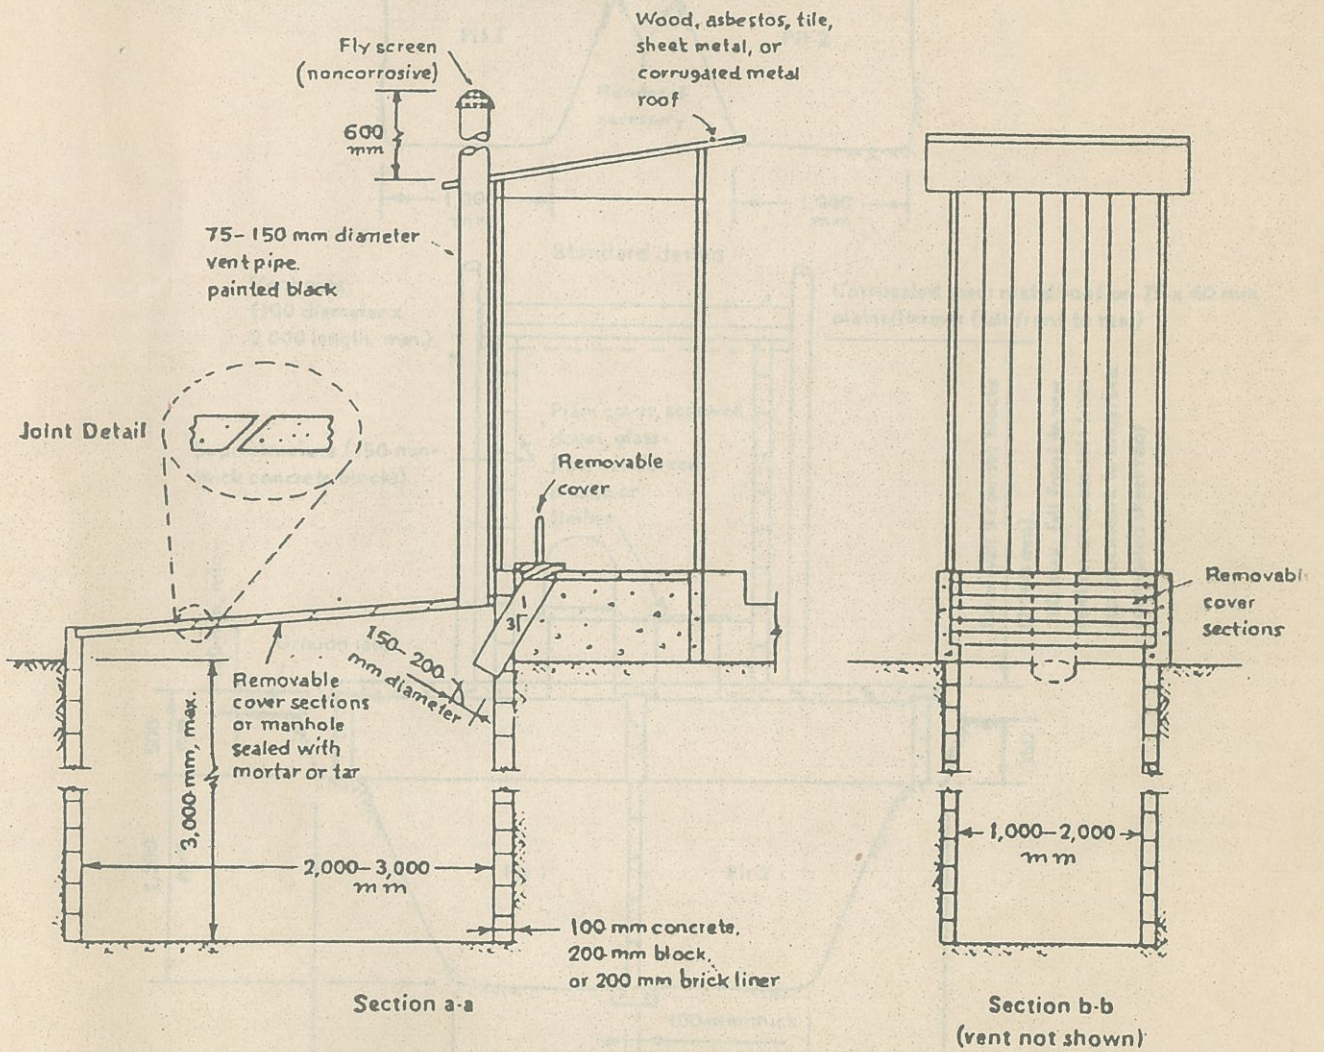 Wood, asbestos, tile,
sheet metal, or
corrugated metal
roof
Fly screen
(noncorrosive)
600
mm
75-150 mm diameter
vent pipe.
painted black
Joint Detail
Removable
cover
3
1
150-200
mm diameter
Removable
cover sections
or manhole
sealed with
mortar or tar
3,000 mm, max.
2,000-3,000
mm
100 mm concrete,
200-mm block,
or 200 mm brick liner
Section a-a
Removabl
cover
sections
1,000-2,000
mm
Section b-b
(vent not shown)
Standard design